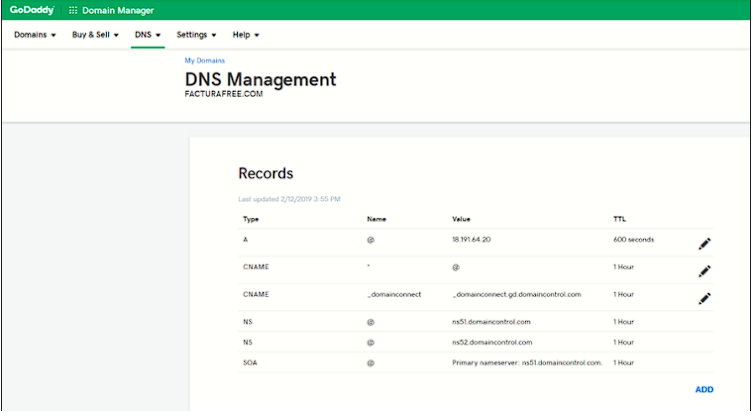 GoDaddy Domain Manager
Domains Buy & Sell DNS Settings Help
My Domains
DNS Management
FACTURAFREE.COM
Records
Last updated 2/12/2019 3:55 PM
Type Name Value TTL
A @ 18.191.64.20 600 seconds
CNAME * @ 1 Hour
CNAME _domainconnect _domainconnect.gd.domaincontrol.com 1 Hour
NS @ ns51.domaincontrol.com 1 Hour
NS @ ns52.domaincontrol.com 1 Hour
SOA @ Primary nameserver: ns51.domaincontrol.com. 1 Hour
ADD